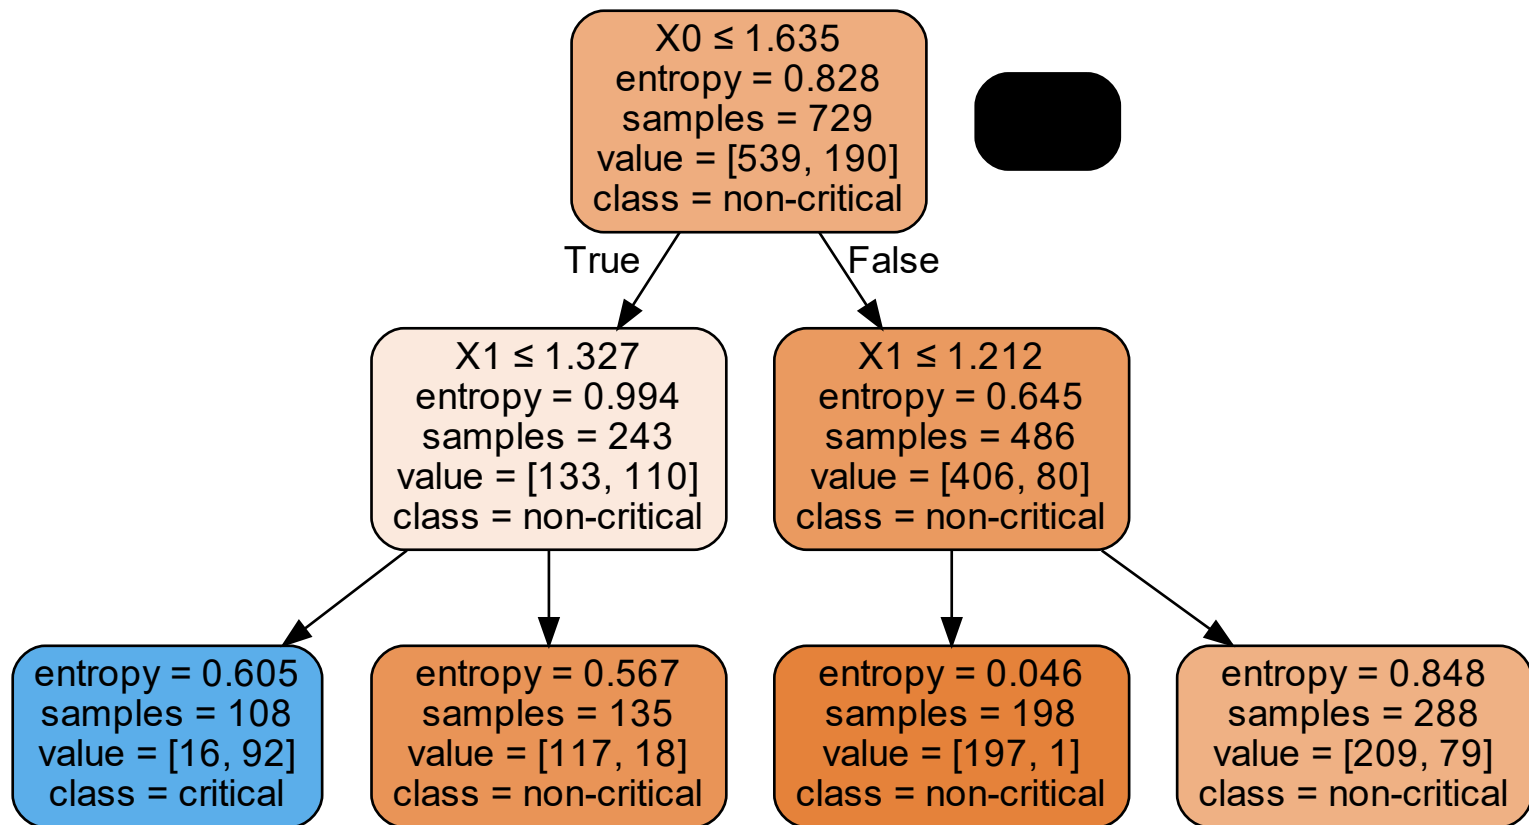 X0 ≤ 1.635
entropy = 0.828
samples = 729
value = [539, 190]
class = non-critical
True
False
X1 ≤ 1.327
entropy = 0.994
samples = 243
value = [133, 110]
class = non-critical
X1 ≤ 1.212
entropy = 0.645
samples = 486
value = [406, 80]
class = non-critical
entropy = 0.605
samples = 108
value = [16, 92]
class = critical
entropy = 0.567
samples = 135
value = [117, 18]
class = non-critical
entropy = 0.046
samples = 198
value = [197, 1]
class = non-critical
entropy = 0.848
samples = 288
value = [209, 79]
class = non-critical